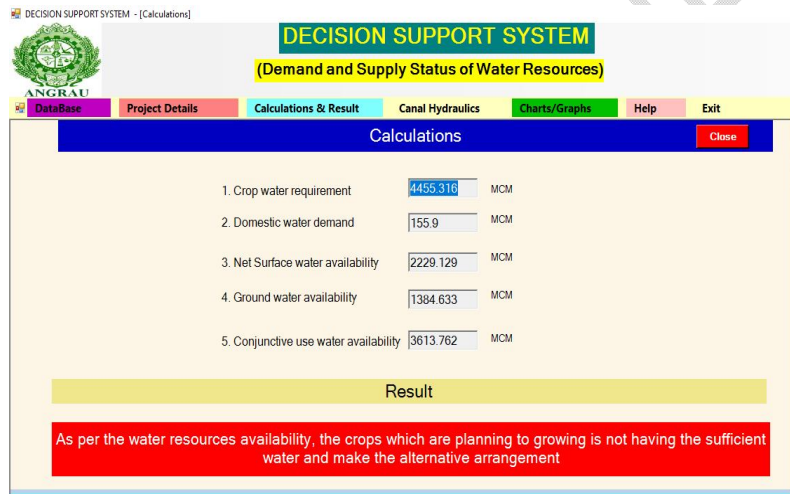 DECISION SUPPORT SYSTEM - [Calculations]
DECISION SUPPORT SYSTEM
(Demand and Supply Status of Water Resources)
ANGRAU
DataBase Project Details Calculations & Result Canal Hydraulics Charts/Graphs Help Exit
Calculations Close
1. Crop water requirement 4455.316 MCM
2. Domestic water demand 155.9 MCM
3. Net Surface water availability 2229.129 MCM
4. Ground water availability 1384.633 MCM
5. Conjunctive use water availability 3613.762 MCM
Result
As per the water resources availability, the crops which are planning to growing is not having the sufficient
water and make the alternative arrangement